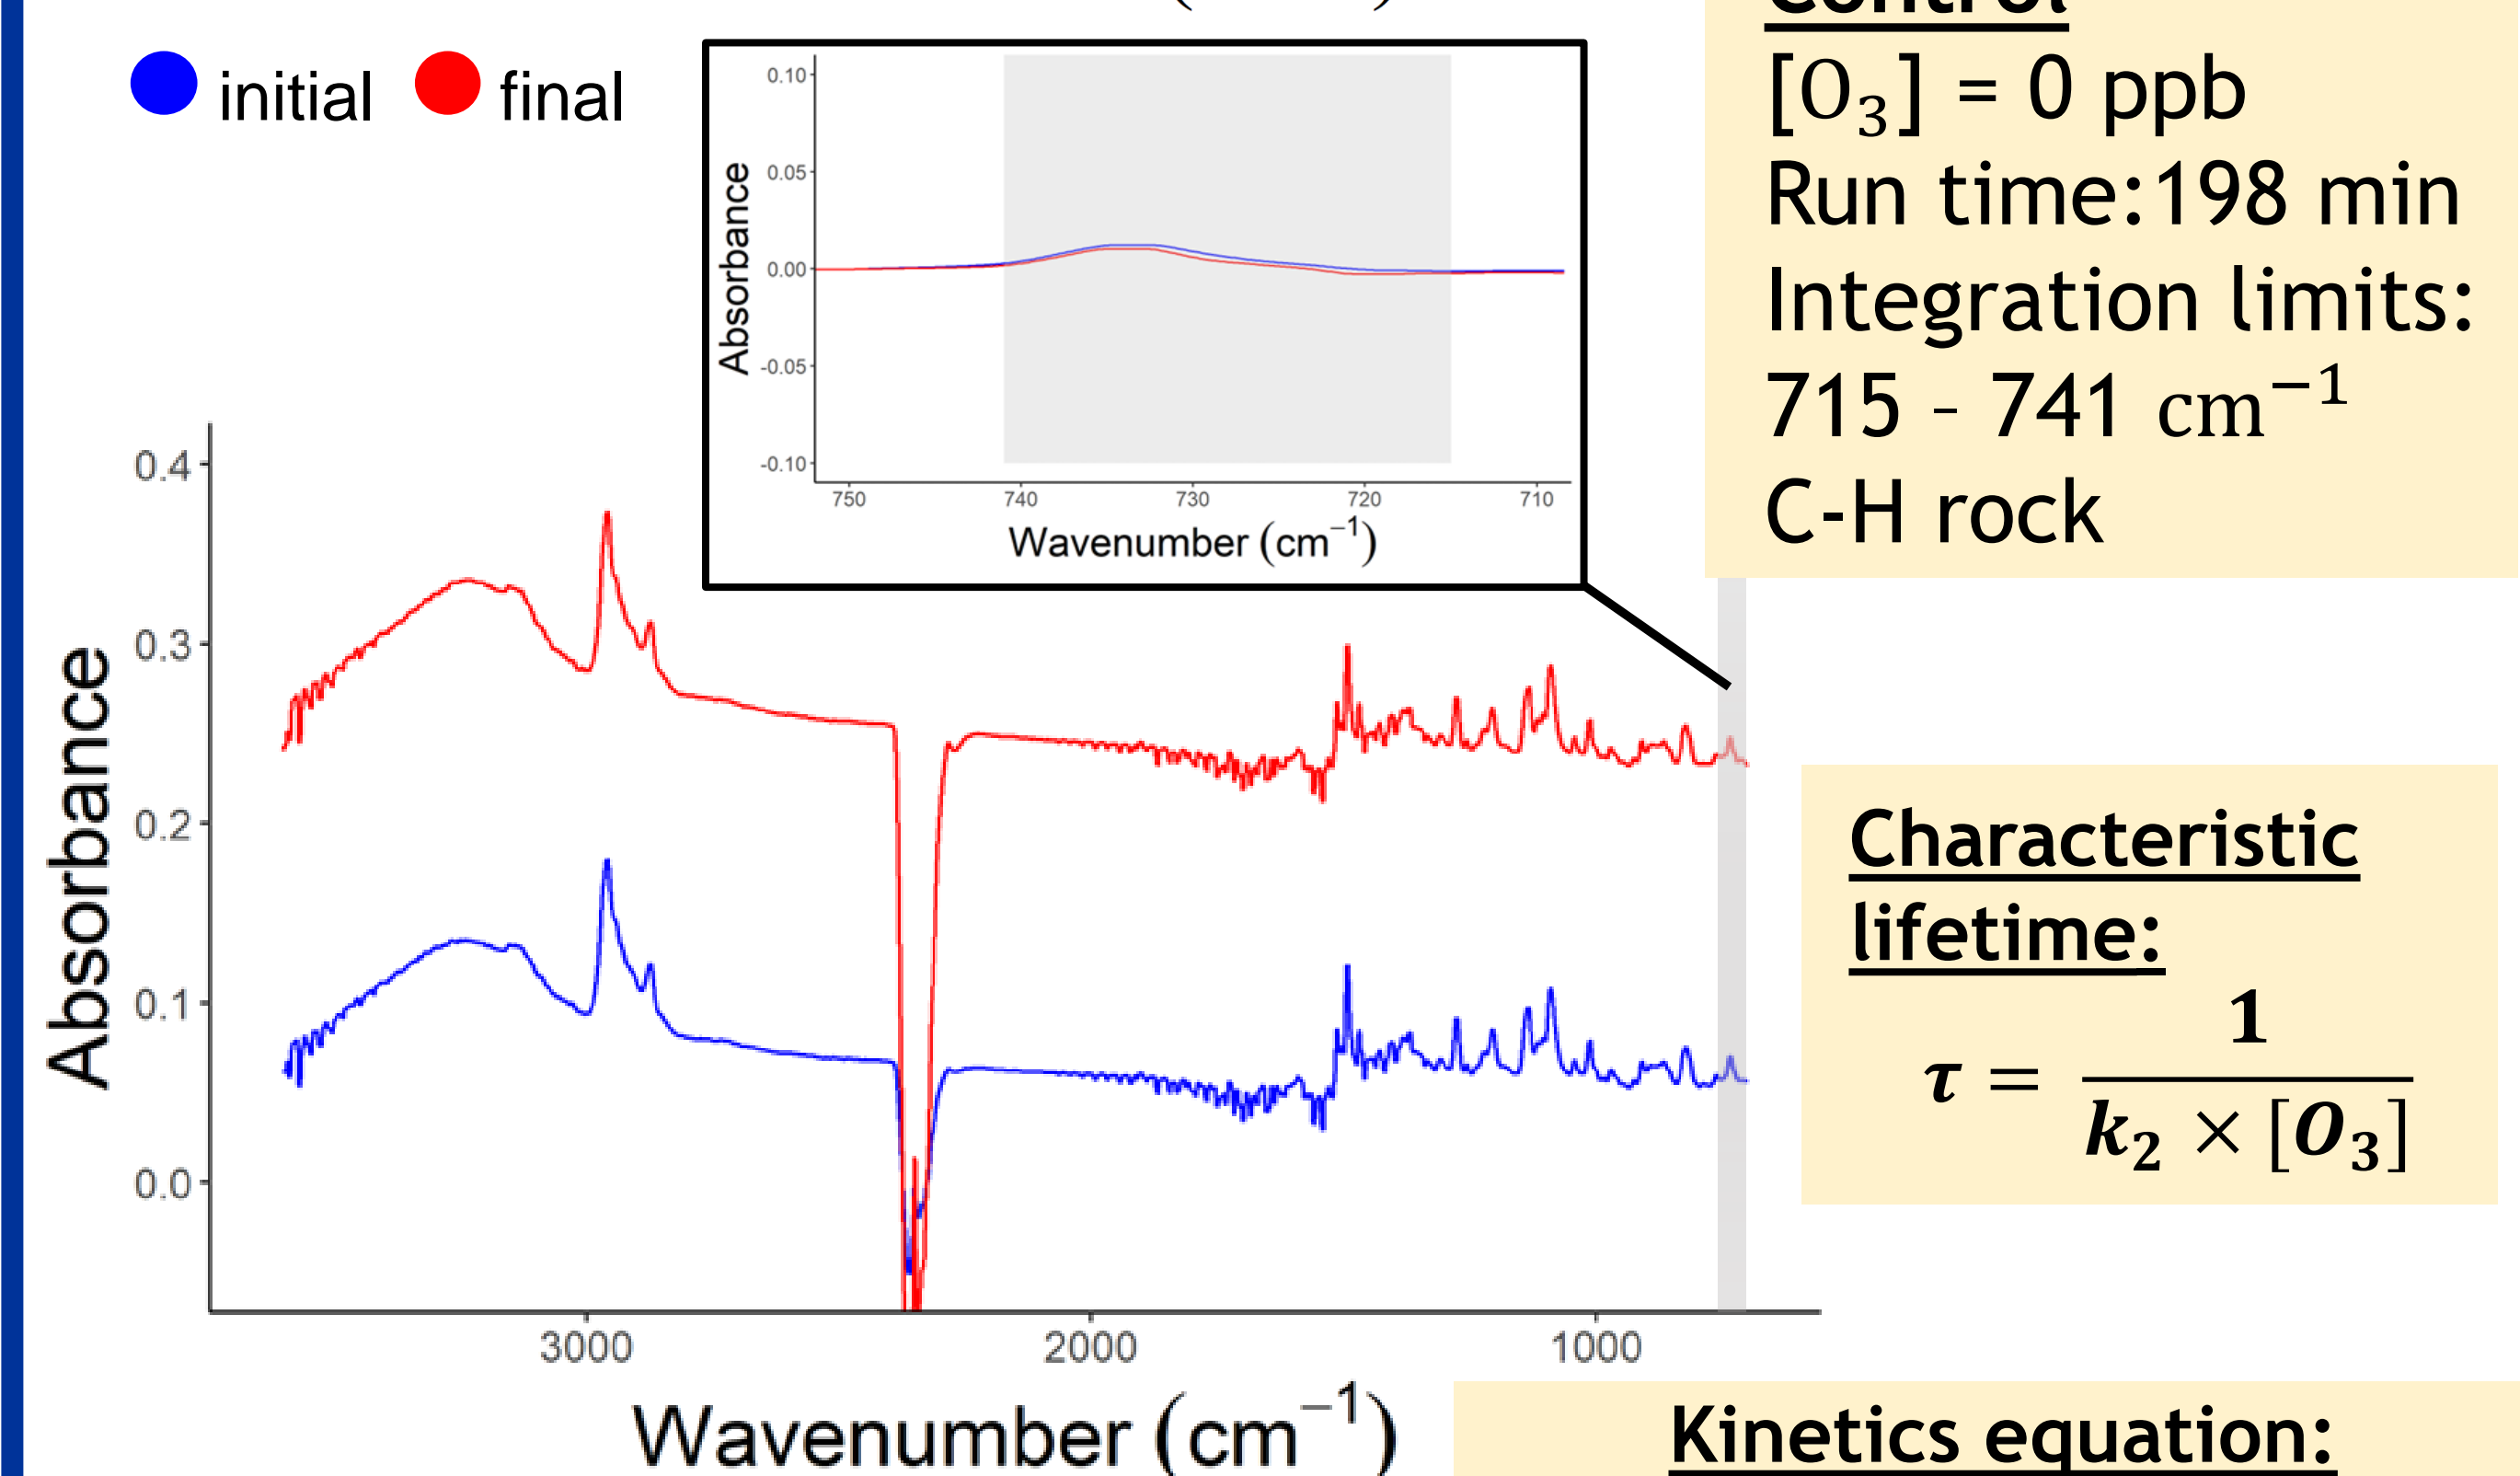 initial final
0.10
0.05
0.00
-0.05
-0.10
Absorbance
750 740 730 720 710
Wavenumber (cm⁻¹)
Control
[O₃] = 0 ppb
Run time:198 min
Integration limits:
715 – 741 cm⁻¹
C-H rock
0.4
0.3
0.2
0.1
0.0
Absorbance
3000 2000 1000
Wavenumber (cm⁻¹)
Characteristic
lifetime:
τ = 1 / k₂ × [O₃]
Kinetics equation: